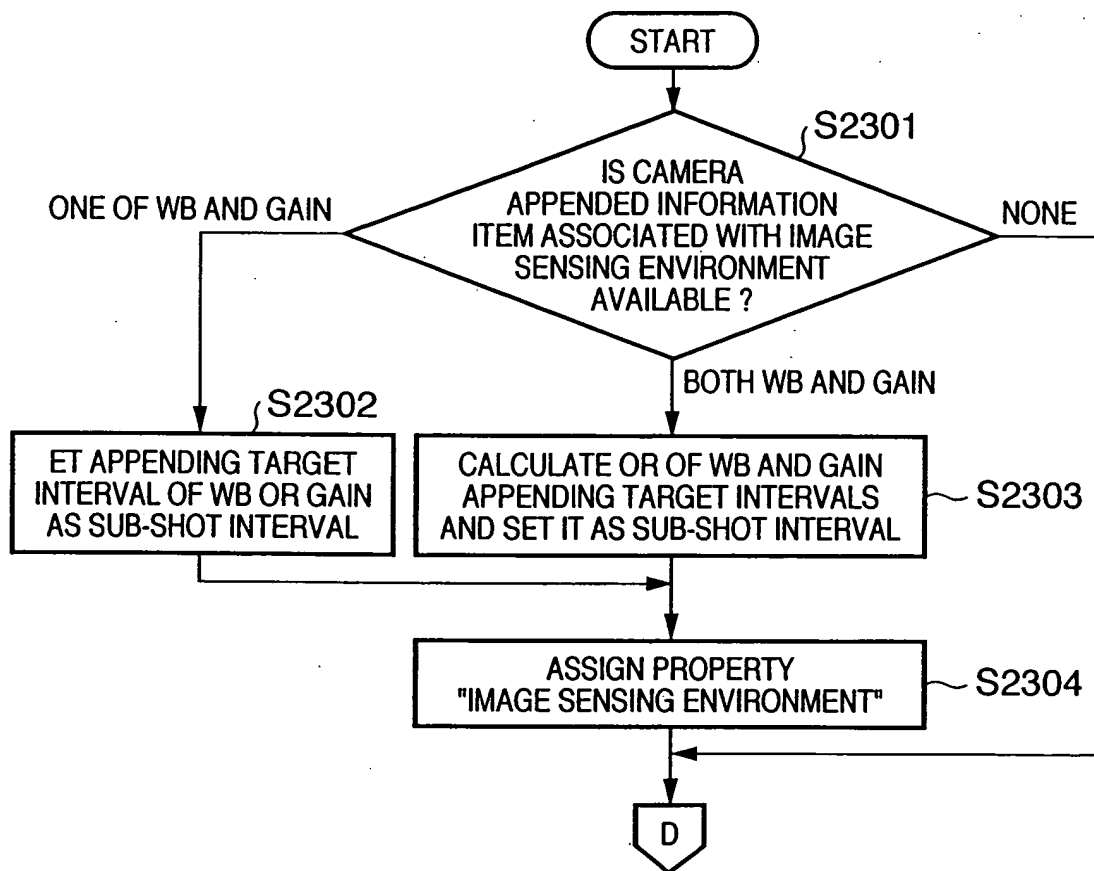 START
S2301
IS CAMERA
APPENDED INFORMATION
ITEM ASSOCIATED WITH IMAGE
SENSING ENVIRONMENT
AVAILABLE ?
ONE OF WB AND GAIN
NONE
BOTH WB AND GAIN
S2302
ET APPENDING TARGET
INTERVAL OF WB OR GAIN
AS SUB-SHOT INTERVAL
CALCULATE OR OF WB AND GAIN
APPENDING TARGET INTERVALS
AND SET IT AS SUB-SHOT INTERVAL
S2303
ASSIGN PROPERTY
"IMAGE SENSING ENVIRONMENT"
S2304
D